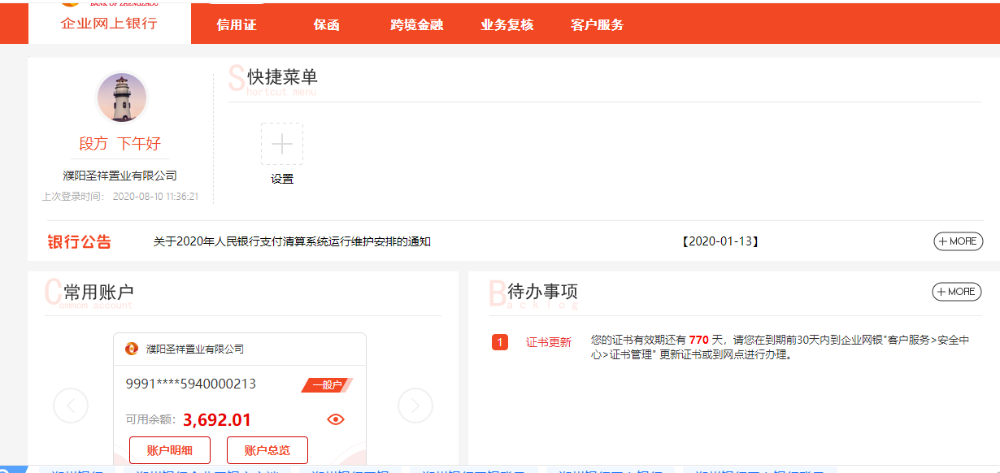 BANK OF ZHENGZHOU
企业网上银行
信用证
保函
跨境金融
业务复核
客户服务
快捷菜单
Shortcut menu
段方 下午好
设置
濮阳圣祥置业有限公司
上次登录时间: 2020-08-10 11:36:21
银行公告
关于2020年人民银行支付清算系统运行维护安排的通知
【2020-01-13】
+ MORE
常用账户
Common account
待办事项
Backlog
+ MORE
濮阳圣祥置业有限公司
9991****5940000213
一般户
可用余额: 3,692.01
账户明细
账户总览
1
证书更新
您的证书有效期还有 770 天，请您在到期前30天内到企业网银"客户服务>安全中
心>证书管理" 更新证书或到网点进行办理。